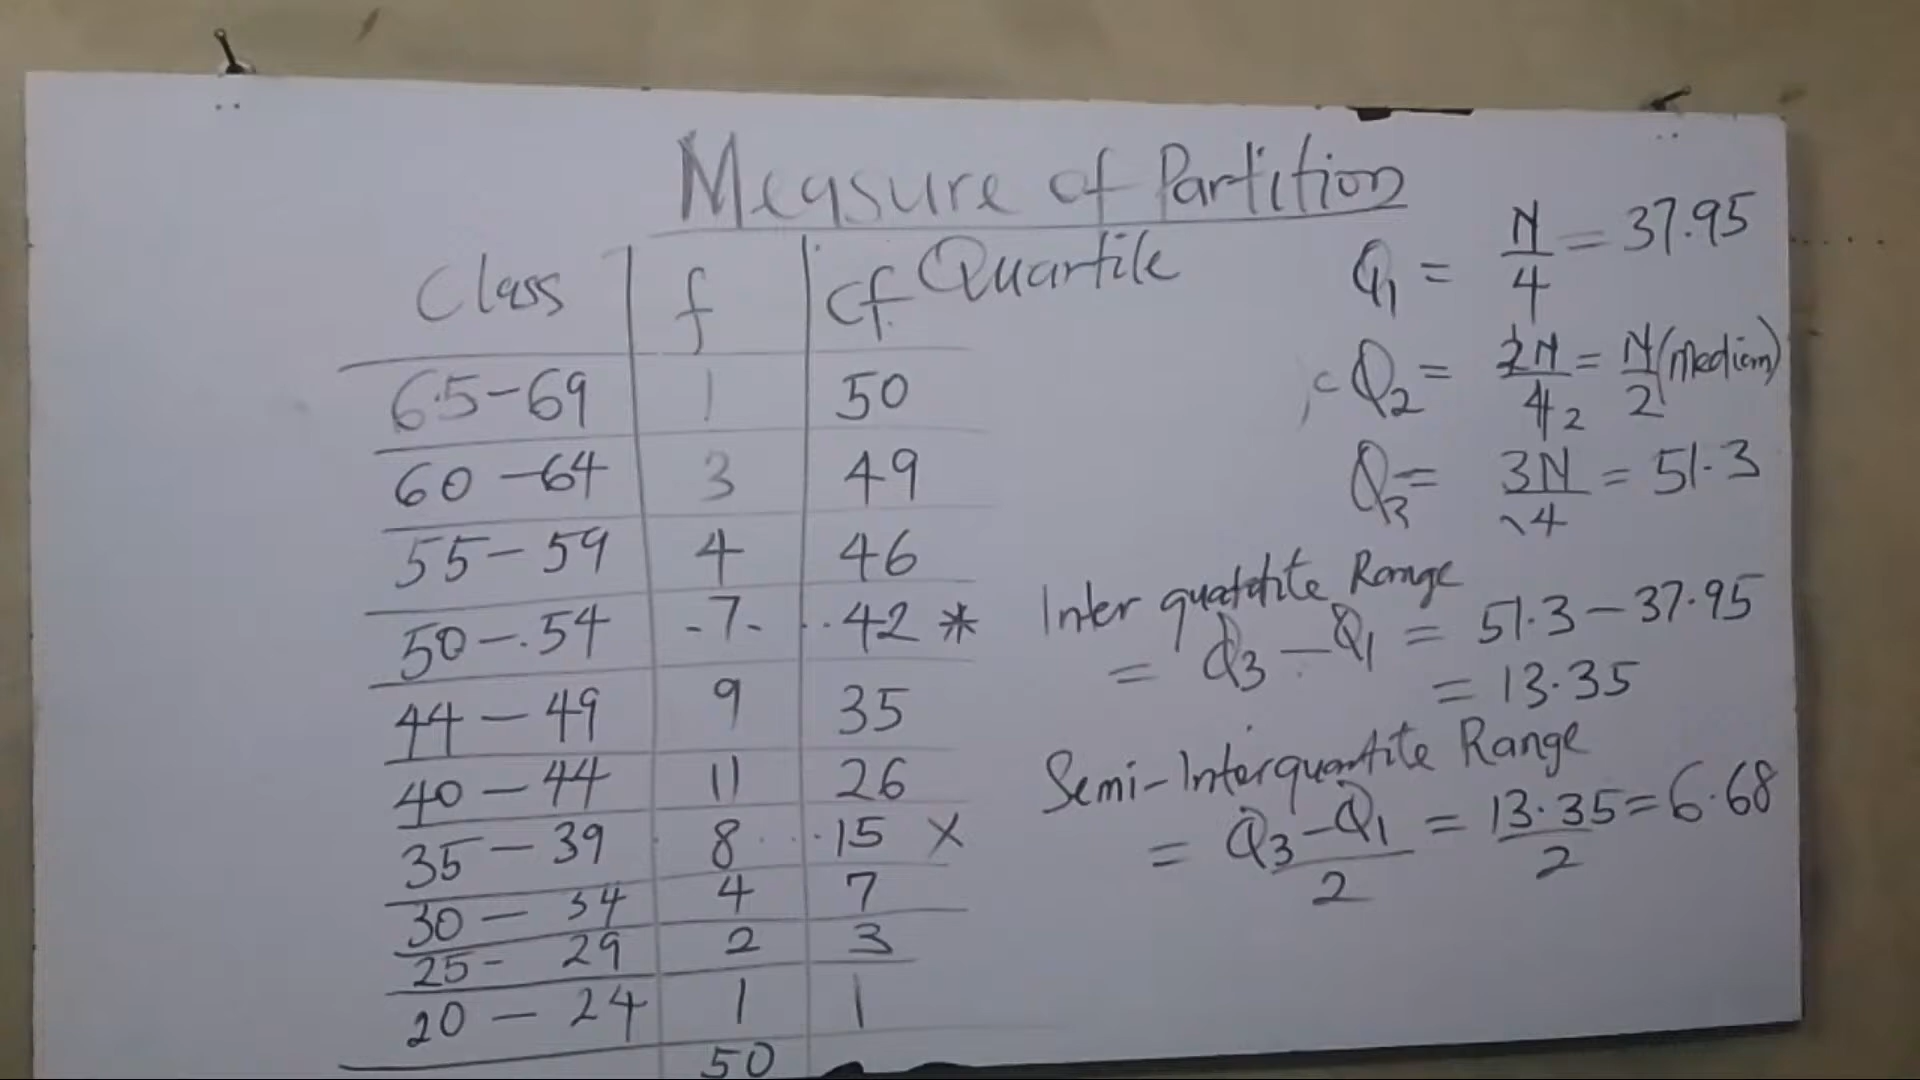 Measure of Partition
Class f cf Quartile
65-69 1 50
60-64 3 49
55-59 4 46
50-.54 -7- ..42 *
44-49 9 35
40-44 11 26
35-39 8 ..15 X
30-34 4 7
25-29 2 3
20-24 1 1
50
Q1 = N/4 = 37.95
Q2 = 2N/4 2 = N/2 (Mediam)
Q3 = 3N/4 = 51.3
Inter Range
= Q3 - Q1 = 51.3 - 37.95
= 13.35
Semi-Interquantite Range
= Q3 - Q1/2 = 13.35/2 = 6.68